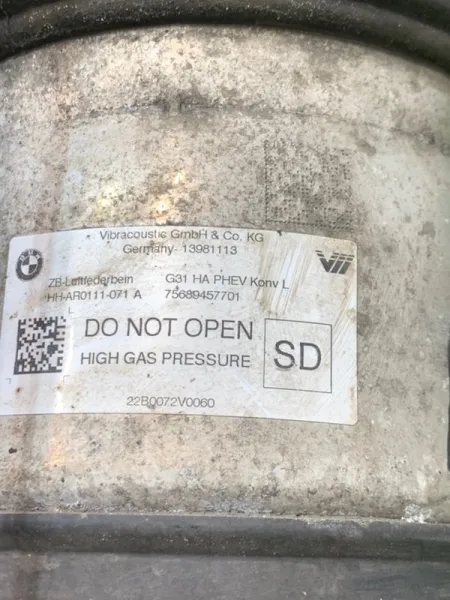 Vibracoustic GmbH & Co. KG
Germany 13981113
ZB-Luftfederbein G31 HA PHEV Konv L
HH-AR0111-071 A 75689457701
DO NOT OPEN
HIGH GAS PRESSURE
SD
22B0072V0060